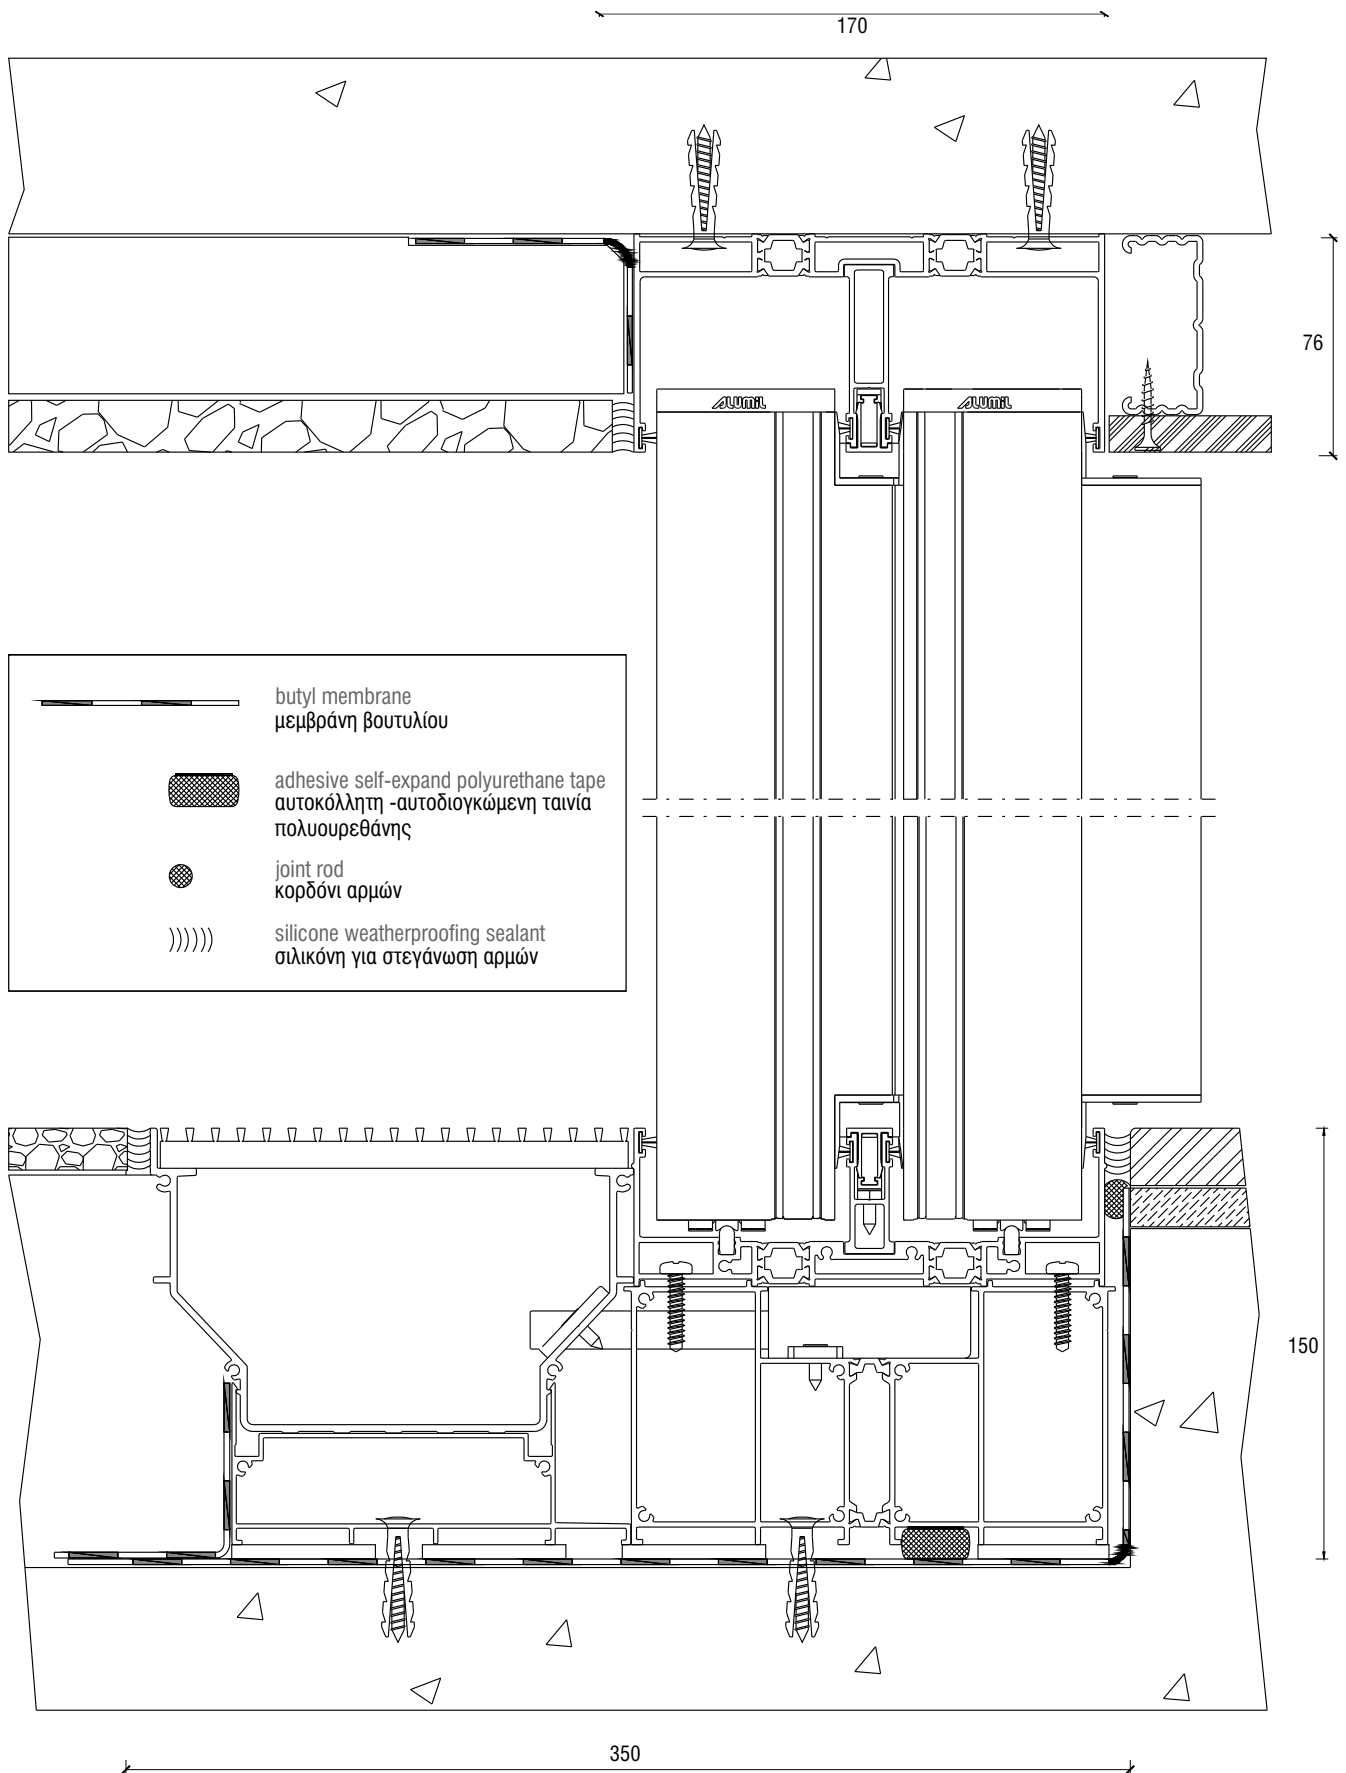 170
76
ALUMIL
ALUMIL
butyl membrane
μεμβράνη βουτυλίου
adhesive self-expand polyurethane tape
αυτοκόλλητη -αυτοδιογκώμενη ταινία
πολυουρεθάνης
joint rod
κορδόνι αρμών
silicone weatherproofing sealant
σιλικόνη για στεγάνωση αρμών
150
350